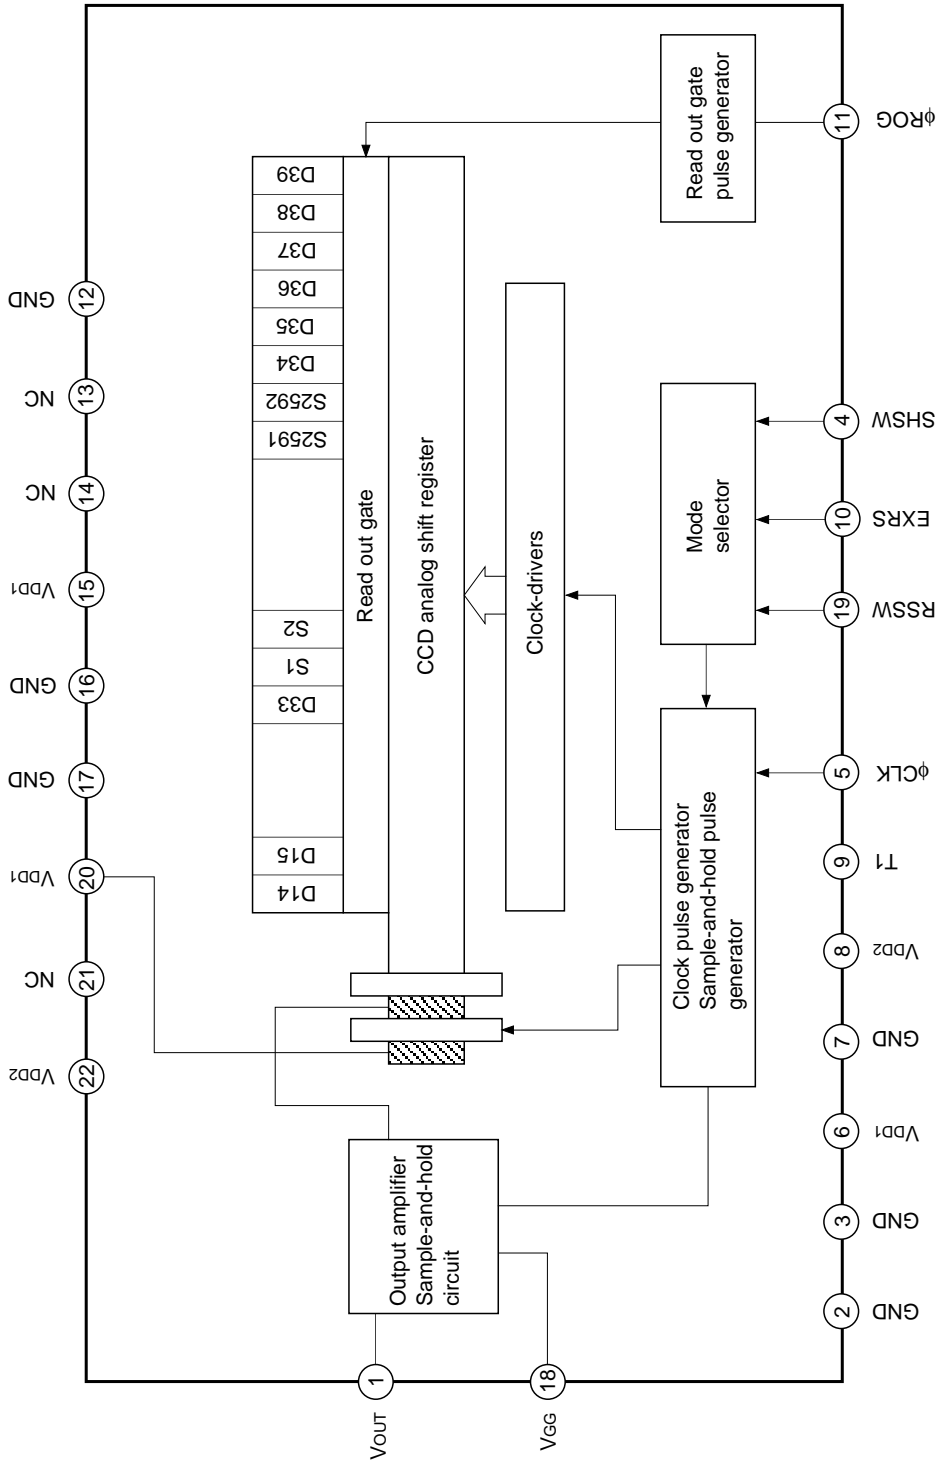 GND
12
NC
13
NC
14
VDD1
15
GND
16
GND
17
VDD1
20
NC
21
VDD2
22
D39
D38
D37
D36
D35
D34
S2592
S2591
S2
S1
D33
D15
D14
Read out gate
CCD analog shift register
Clock-drivers
Read out gate
pulse generator
Mode
selector
Clock pulse generator
Sample-and-hold pulse
generator
Output amplifier
Sample-and-hold
circuit
VOUT
1
VGG
18
11
ϕROG
4
SHSW
10
EXRS
19
RSSW
5
ϕCLK
9
T1
8
VDD2
7
GND
6
VDD1
3
GND
2
GND